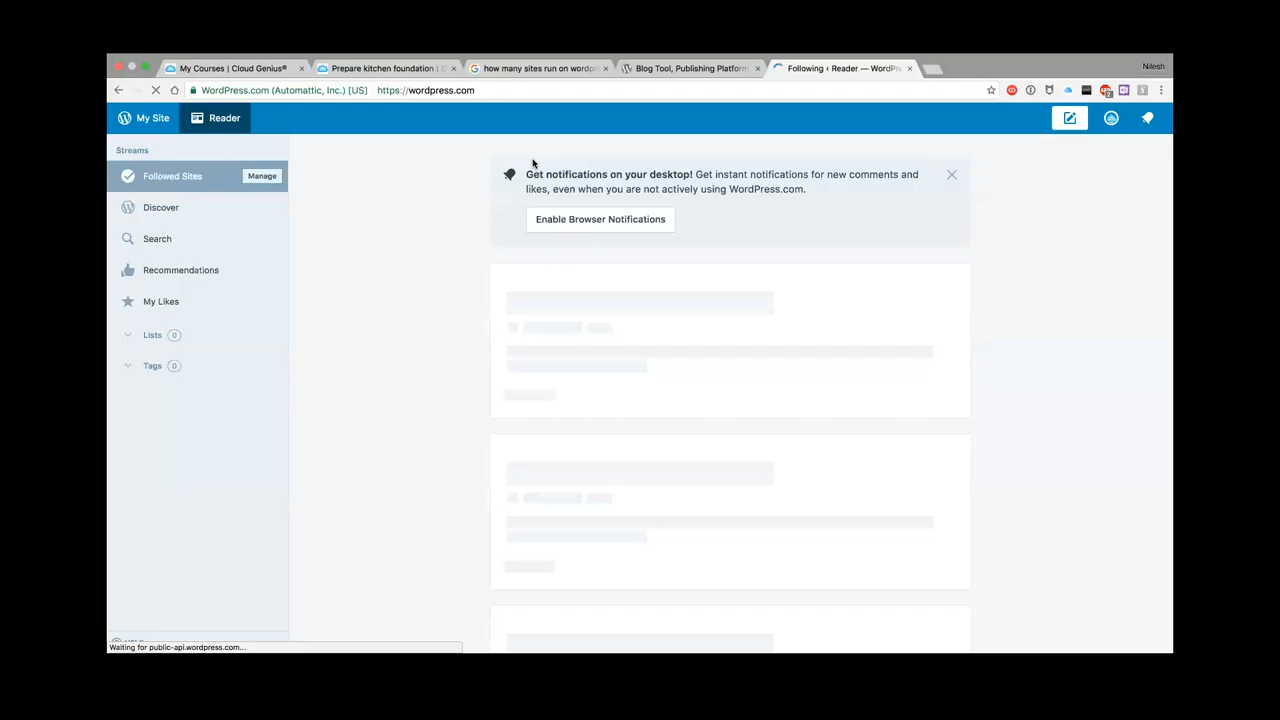 My Courses | Cloud Genius®
Prepare kitchen foundation |
how many sites run on wordpr
Blog Tool, Publishing Platform
Following ‹ Reader — WordPr
Nilesh
WordPress.com (Automattic, Inc.) [US]
https://wordpress.com
My Site
Reader
Streams
Followed Sites
Manage
Discover
Search
Recommendations
My Likes
Lists 0
Tags 0
Get notifications on your desktop! Get instant notifications for new comments and
likes, even when you are not actively using WordPress.com.
Enable Browser Notifications
Waiting for public-api.wordpress.com...